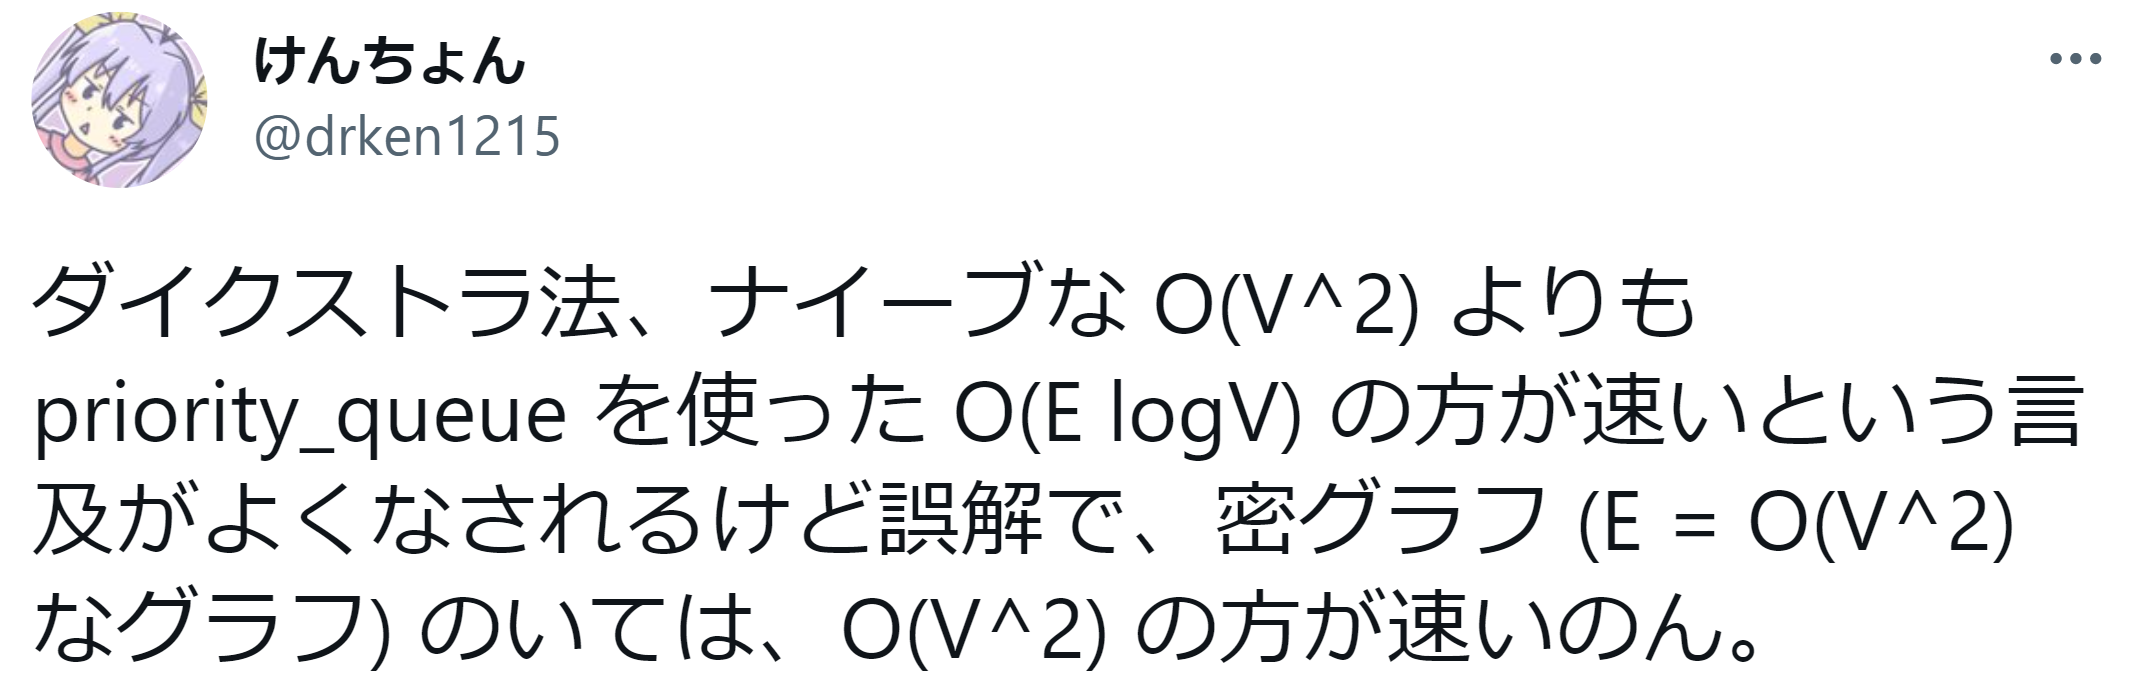 けんちょん
@drken1215
ダイクストラ法、ナイーブな O(V^2) よりも
priority_queue を使った O(E logV) の方が速いという言
及がよくなされるけど誤解で、密グラフ (E = O(V^2)
なグラフ) のいては、O(V^2) の方が速いのん。